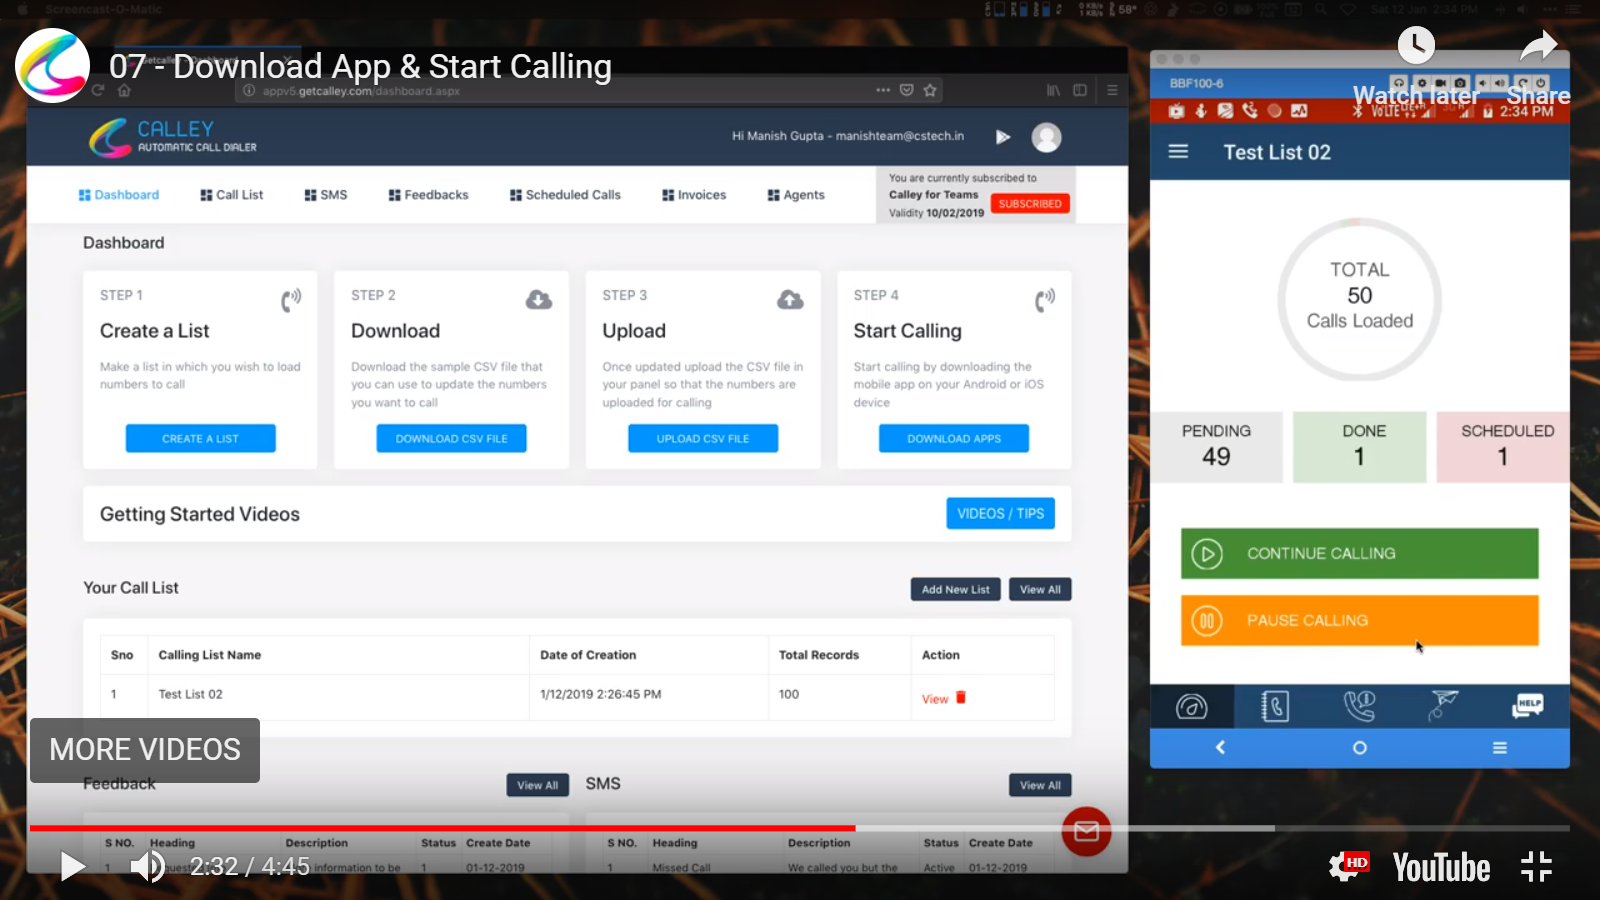 Screencast-O-Matic
58°
Sat 12 Jan 2:34 PM
07 - Download App & Start Calling
Watch later
Share
appv5.getcalley.com/dashboard.aspx
CALLEY
AUTOMATIC CALL DIALER
Hi Manish Gupta - manishteam@cstech.in
Dashboard
Call List
SMS
Feedbacks
Scheduled Calls
Invoices
Agents
You are currently subscribed to
Calley for Teams
Validity 10/02/2019
SUBSCRIBED
Dashboard
STEP 1
Create a List
Make a list in which you wish to load
numbers to call
CREATE A LIST
STEP 2
Download
Download the sample CSV file that
you can use to update the numbers
you want to call
DOWNLOAD CSV FILE
STEP 3
Upload
Once updated upload the CSV file in
your panel so that the numbers are
uploaded for calling
UPLOAD CSV FILE
STEP 4
Start Calling
Start calling by downloading the
mobile app on your Android or iOS
device
DOWNLOAD APPS
Getting Started Videos
VIDEOS / TIPS
Your Call List
Add New List
View All
Sno Calling List Name Date of Creation Total Records Action
1 Test List 02 1/12/2019 2:26:45 PM 100 View
MORE VIDEOS
Feedback
View All
SMS
View All
S NO. Heading Description Status Create Date
1 information to be 1 01-12-2019
S NO. Heading Description Status Create Date
1 Missed Call We called you but the Active 01-12-2019
2:32 / 4:45
HD
YouTube
BBF100-6
VOLTE
2:34 PM
Test List 02
TOTAL
50
Calls Loaded
PENDING
49
DONE
1
SCHEDULED
1
CONTINUE CALLING
PAUSE CALLING
HELP